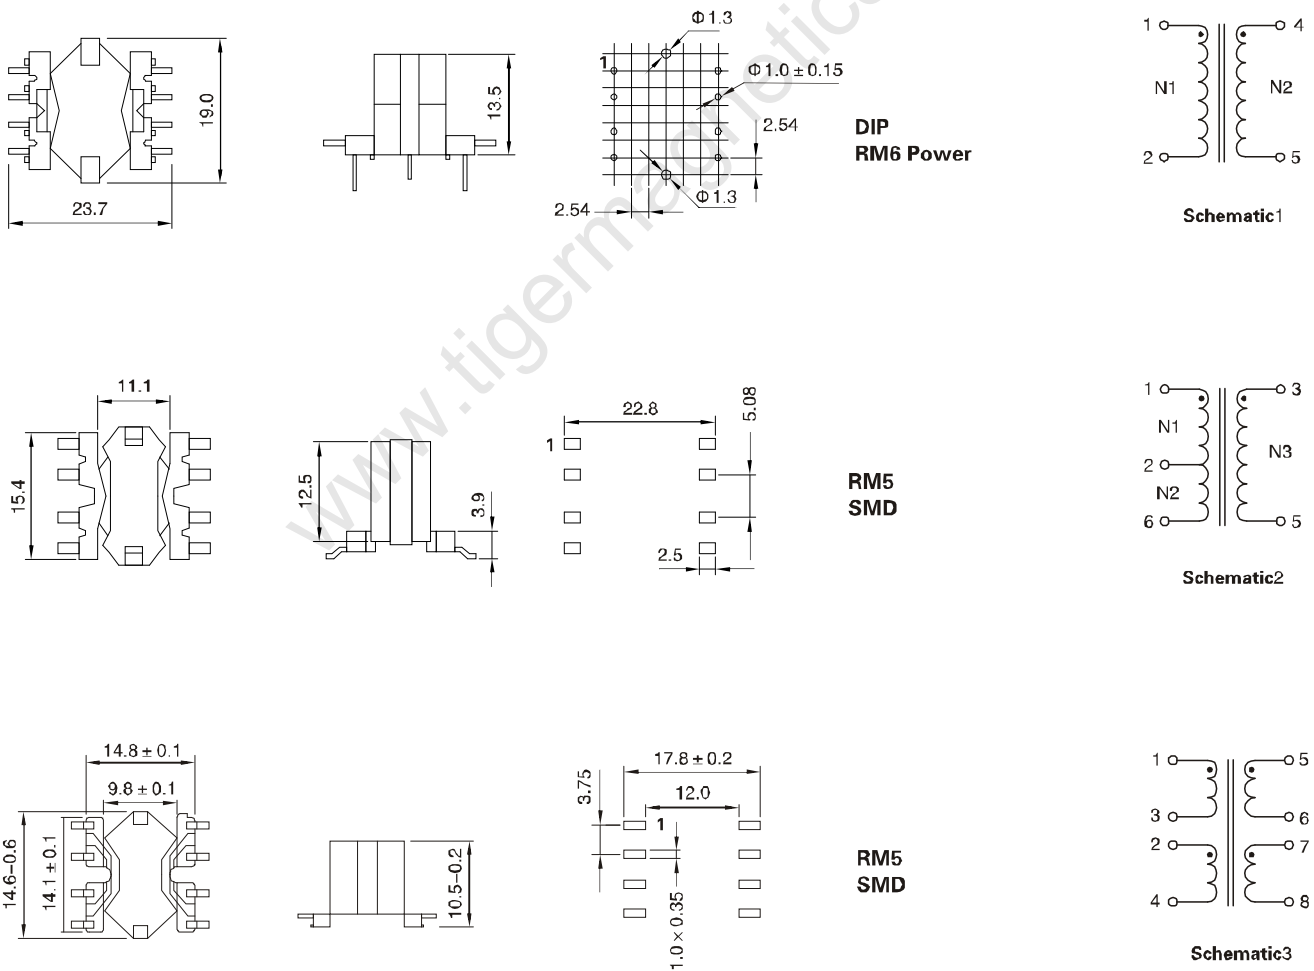 Φ1.3
19.0
23.7
13.5
1
Φ1.0±0.15
2.54
Φ1.3
2.54
DIP
RM6 Power
1 4
N1 N2
2 5
Schematic1
www.tigermagnetic
11.1
15.4
12.5
3.9
22.8
5.08
1
2.5
RM5
SMD
1 3
N1
2 N3
N2
6 5
Schematic2
14.8±0.1
9.8±0.1
14.6-0.6
14.1±0.1
10.5-0.2
17.8±0.2
3.75
12.0
1
1.0×0.35
RM5
SMD
1 5
3 6
2 7
4 8
Schematic3